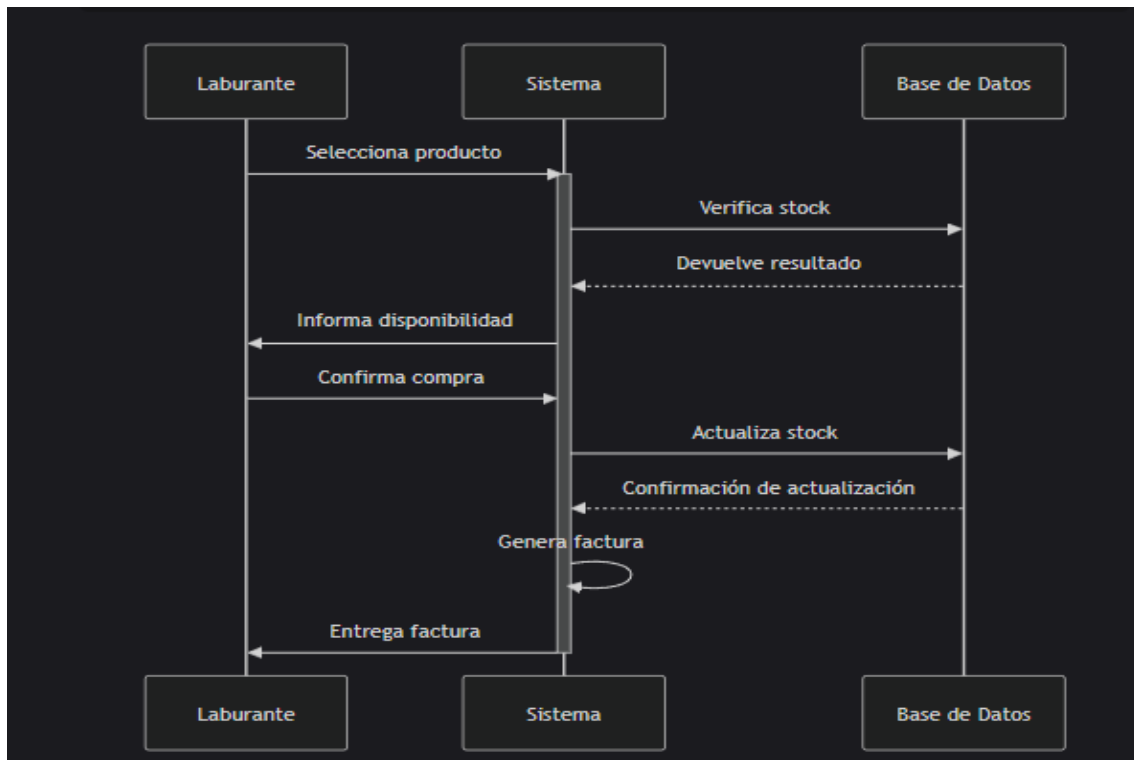 Laburante
Sistema
Base de Datos
Selecciona producto
Verifica stock
Devuelve resultado
Informa disponibilidad
Confirma compra
Actualiza stock
Confirmación de actualización
Genera factura
Entrega factura
Laburante
Sistema
Base de Datos